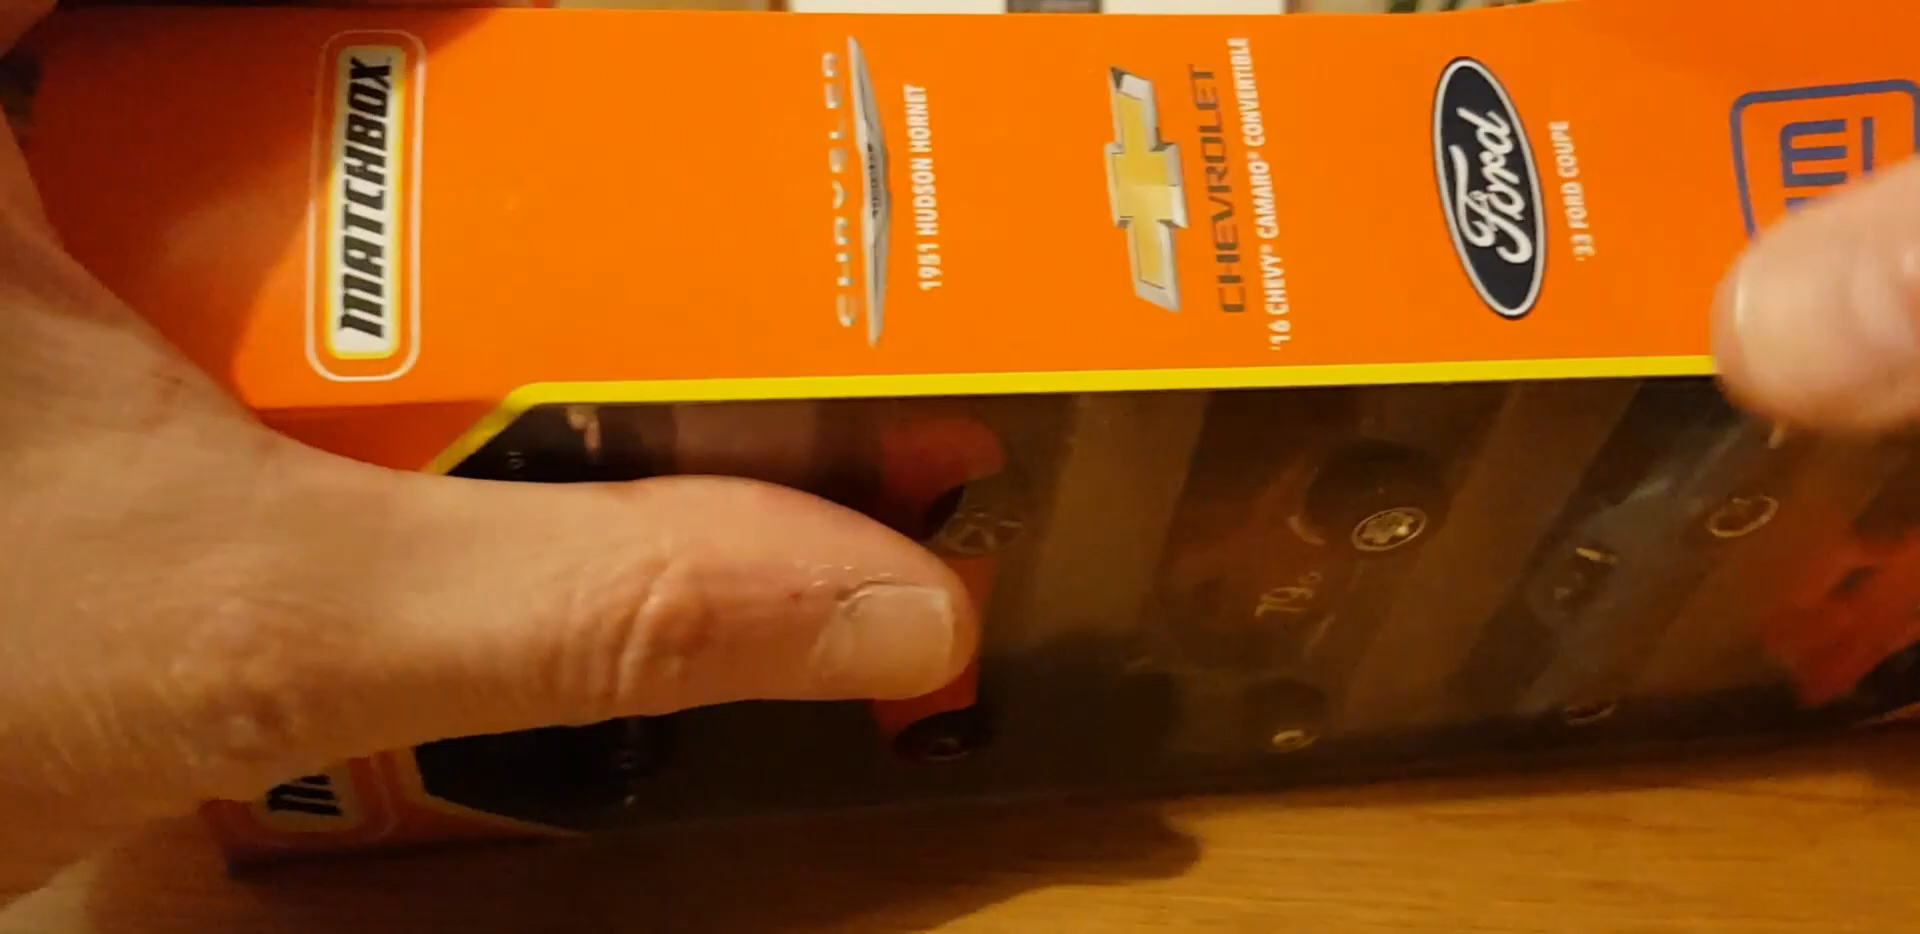 MATCHBOX
CHRYSLER
1951 HUDSON HORNET
CHEVROLET
'16 CHEVY® CAMARO® CONVERTIBLE
Ford
'33 FORD COUPE